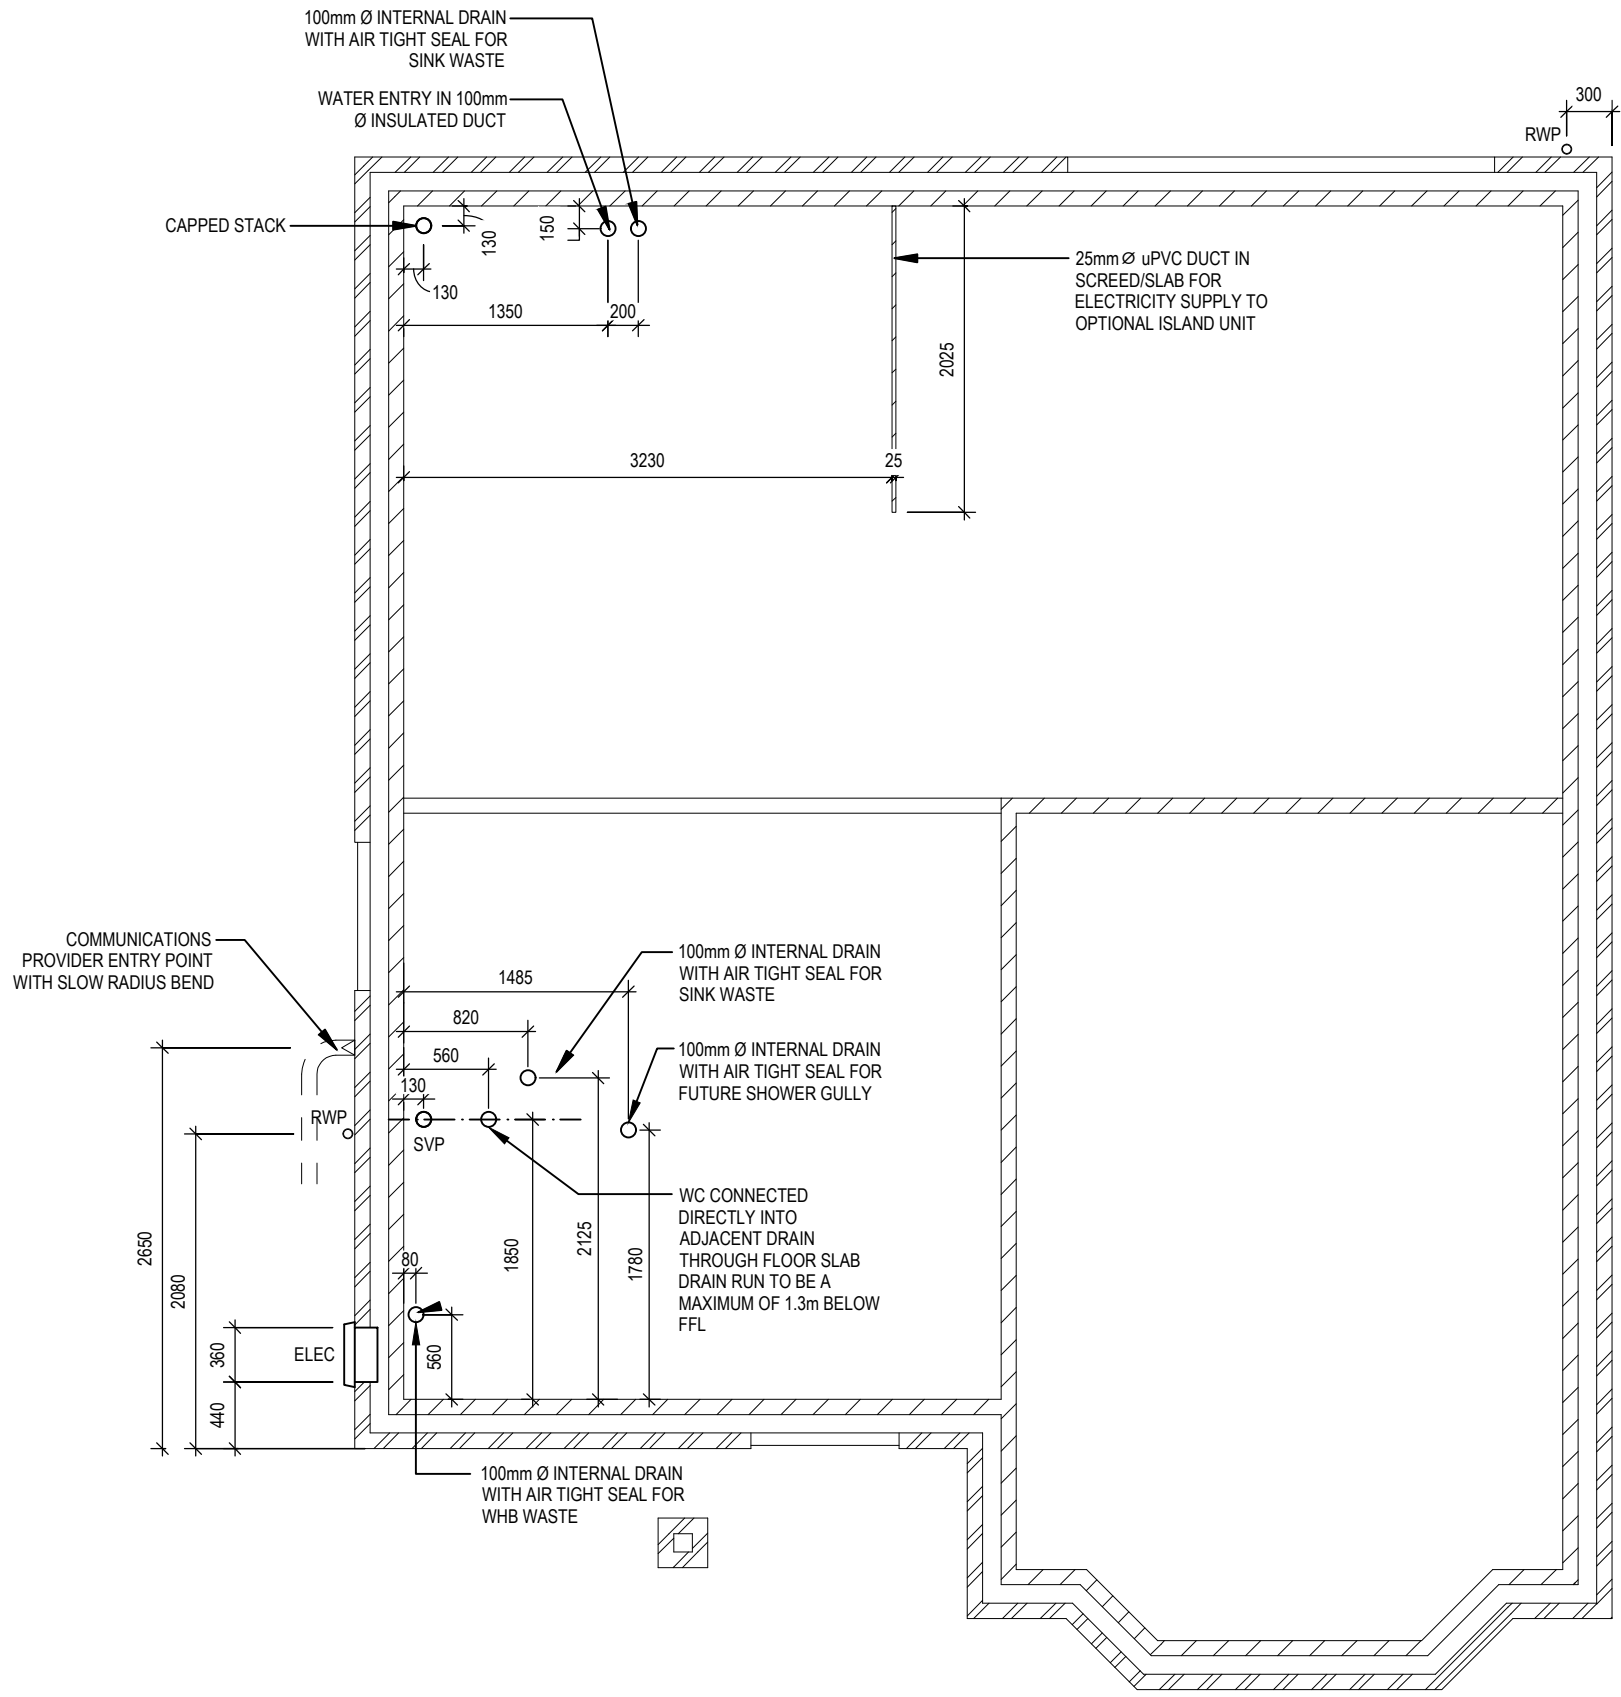 100mm Ø INTERNAL DRAIN
WITH AIR TIGHT SEAL FOR
SINK WASTE
WATER ENTRY IN 100mm
Ø INSULATED DUCT
300
RWP
CAPPED STACK
130
150
130
1350
200
25mm Ø uPVC DUCT IN
SCREED/SLAB FOR
ELECTRICITY SUPPLY TO
OPTIONAL ISLAND UNIT
2025
3230
25
COMMUNICATIONS
PROVIDER ENTRY POINT
WITH SLOW RADIUS BEND
100mm Ø INTERNAL DRAIN
WITH AIR TIGHT SEAL FOR
SINK WASTE
1485
820
560
130
100mm Ø INTERNAL DRAIN
WITH AIR TIGHT SEAL FOR
FUTURE SHOWER GULLY
RWP
SVP
WC CONNECTED
DIRECTLY INTO
ADJACENT DRAIN
THROUGH FLOOR SLAB
DRAIN RUN TO BE A
MAXIMUM OF 1.3m BELOW
FFL
2650
2080
1850
2125
1780
80
360
ELEC
560
440
100mm Ø INTERNAL DRAIN
WITH AIR TIGHT SEAL FOR
WHB WASTE